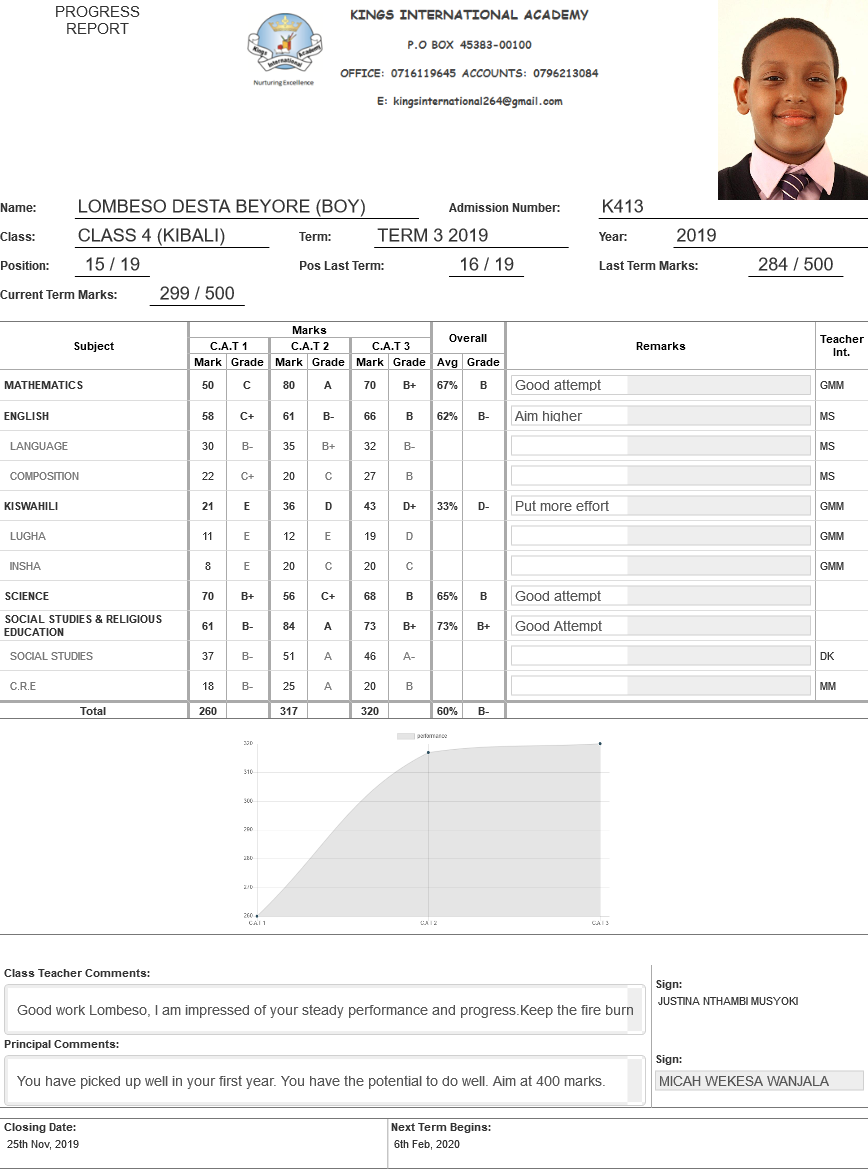 PROGRESS
REPORT
Kings International Academy
Nurturing Excellence
KINGS INTERNATIONAL ACADEMY
P.O BOX 45383-00100
OFFICE: 0716119645 ACCOUNTS: 0796213084
E: kingsinternational264@gmail.com
Name: LOMBESO DESTA BEYORE (BOY) Admission Number: K413
Class: CLASS 4 (KIBALI) Term: TERM 3 2019 Year: 2019
Position: 15 / 19 Pos Last Term: 16 / 19 Last Term Marks: 284 / 500
Current Term Marks: 299 / 500
Subject Marks Overall Remarks Teacher Int.
C.A.T 1 C.A.T 2 C.A.T 3
Mark Grade Mark Grade Mark Grade Avg Grade
MATHEMATICS 50 C 80 A 70 B+ 67% B Good attempt GMM
ENGLISH 58 C+ 61 B- 66 B 62% B- Aim higher MS
LANGUAGE 30 B- 35 B+ 32 B- MS
COMPOSITION 22 C+ 20 C 27 B MS
KISWAHILI 21 E 36 D 43 D+ 33% D- Put more effort GMM
LUGHA 11 E 12 E 19 D GMM
INSHA 8 E 20 C 20 C GMM
SCIENCE 70 B+ 56 C+ 68 B 65% B Good attempt
SOCIAL STUDIES & RELIGIOUS
EDUCATION 61 B- 84 A 73 B+ 73% B+ Good Attempt
SOCIAL STUDIES 37 B- 51 A 46 A- DK
C.R.E 18 B- 25 A 20 B MM
Total 260 317 320 60% B-
performance
320
310
300
290
280
270
260
C.A.T 1 C.A.T 2 C.A.T 3
Class Teacher Comments:
Good work Lombeso, I am impressed of your steady performance and progress.Keep the fire burn
Sign:
JUSTINA NTHAMBI MUSYOKI
Principal Comments:
You have picked up well in your first year. You have the potential to do well. Aim at 400 marks.
Sign:
MICAH WEKESA WANJALA
Closing Date: Next Term Begins:
25th Nov, 2019 6th Feb, 2020